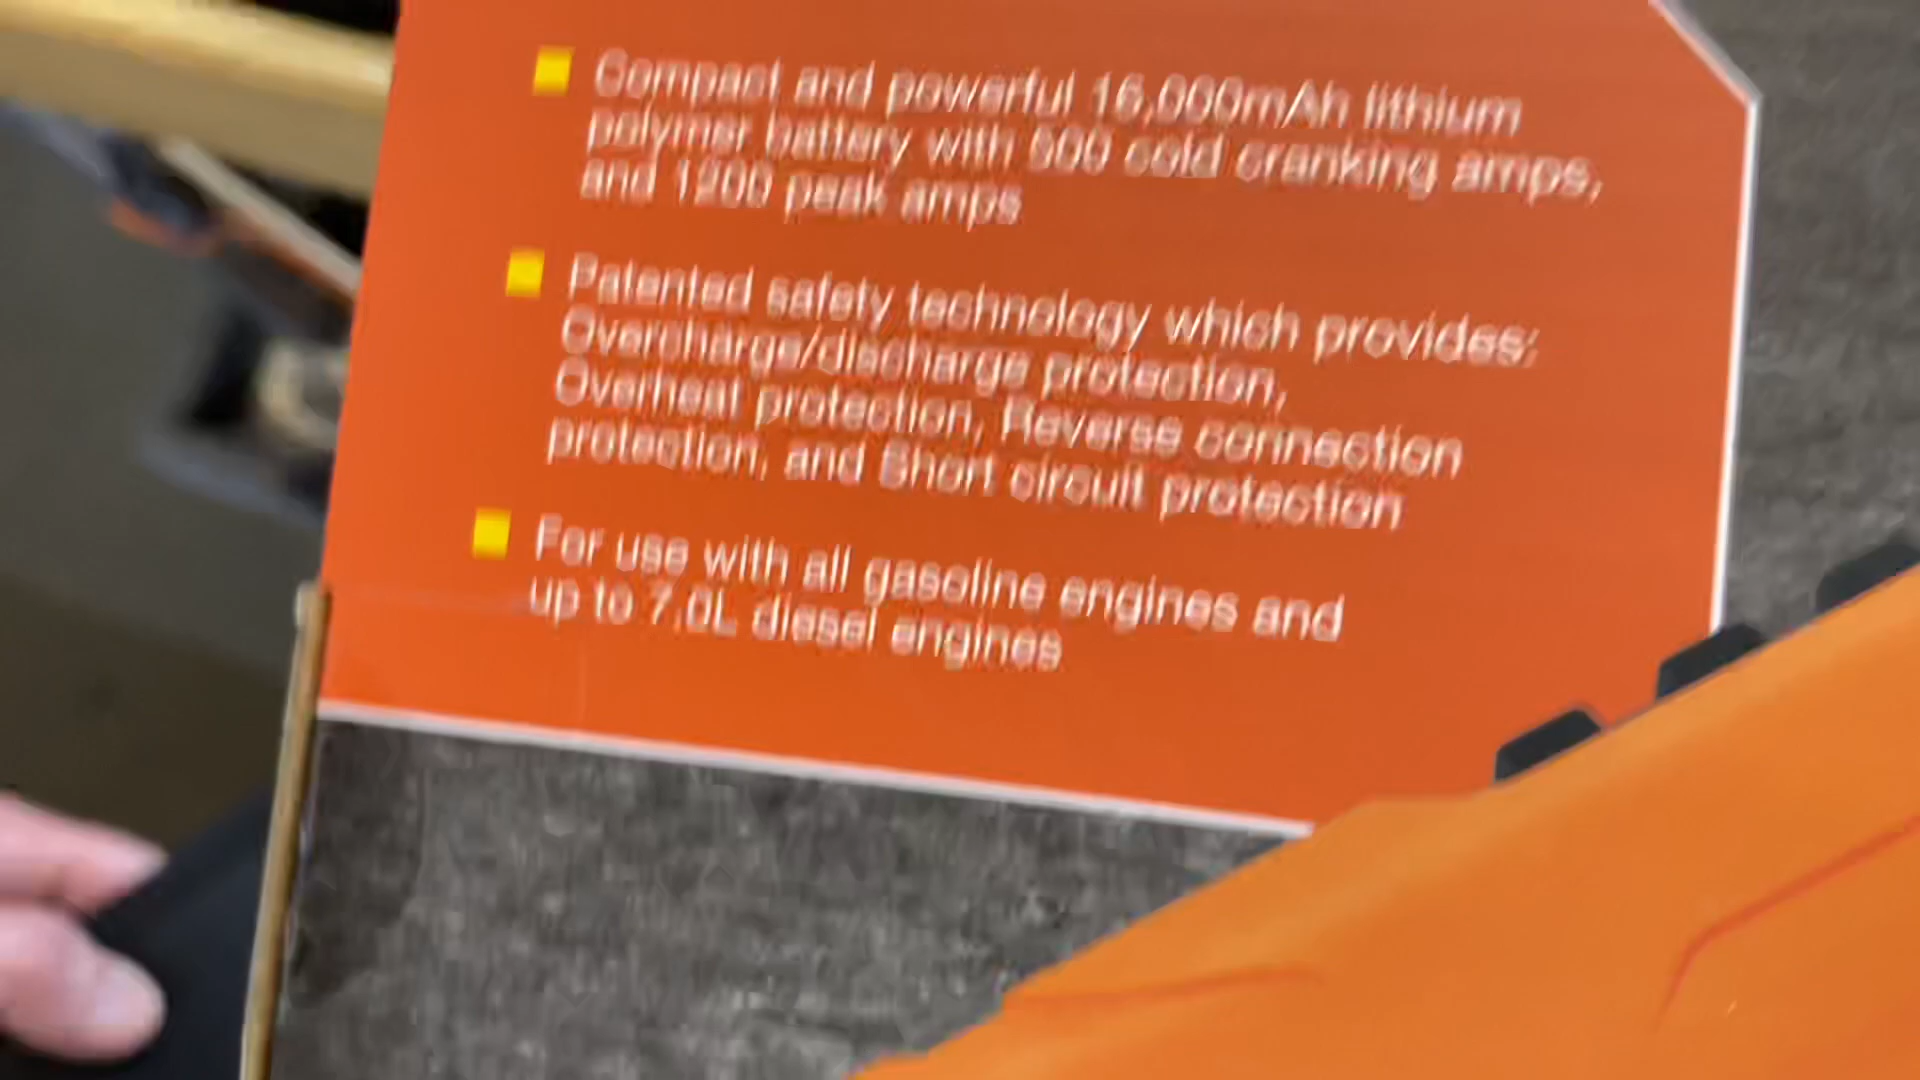 Compact and powerful 16,000mAh lithium
polymer battery with 600 cold cranking amps,
and 1200 peak amps
Patented safety technology which provides:
Overcharge/discharge protection,
Overheat protection, Reverse connection
protection, and Short circuit protection
For use with all gasoline engines and
up to 7.0L diesel engines